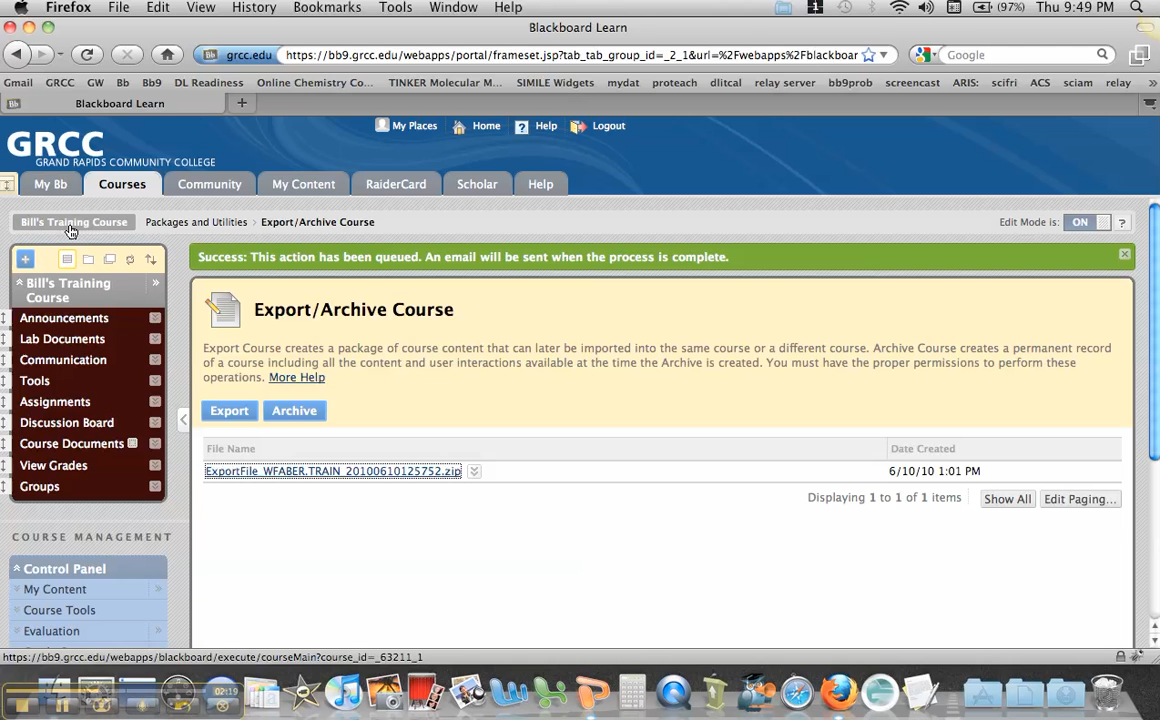 Firefox File Edit View History Bookmarks Tools Window Help 1 (97%) Thu 9:49 PM
Blackboard Learn
grcc.edu https://bb9.grcc.edu/webapps/portal/frameset.jsp?tab_tab_group_id=_2_1&url=%2Fwebapps%2Fblackboar Google
Gmail GRCC GW Bb Bb9 DL Readiness Online Chemistry Co... TINKER Molecular M... SIMILE Widgets mydat proteach dlitcal relay server bb9prob screencast ARIS: scifri ACS sciam relay
Bb Blackboard Learn
GRCC
GRAND RAPIDS COMMUNITY COLLEGE
My Places Home ? Help Logout
My Bb Courses Community My Content RaiderCard Scholar Help
Bill's Training Course Packages and Utilities > Export/Archive Course Edit Mode is: ON ?
Success: This action has been queued. An email will be sent when the process is complete.
Bill's Training
Course
Announcements
Lab Documents
Communication
Tools
Assignments
Discussion Board
Course Documents
View Grades
Groups
COURSE MANAGEMENT
Control Panel
My Content
Course Tools
Evaluation
Export/Archive Course
Export Course creates a package of course content that can later be imported into the same course or a different course. Archive Course creates a permanent record
of a course including all the content and user interactions available at the time the Archive is created. You must have the proper permissions to perform these
operations. More Help
Export Archive
File Name Date Created
ExportFile_WFABER.TRAIN_20100610125752.zip 6/10/10 1:01 PM
Displaying 1 to 1 of 1 items Show All Edit Paging...
https://bb9.grcc.edu/webapps/blackboard/execute/courseMain?course_id=_63211_1
02:19